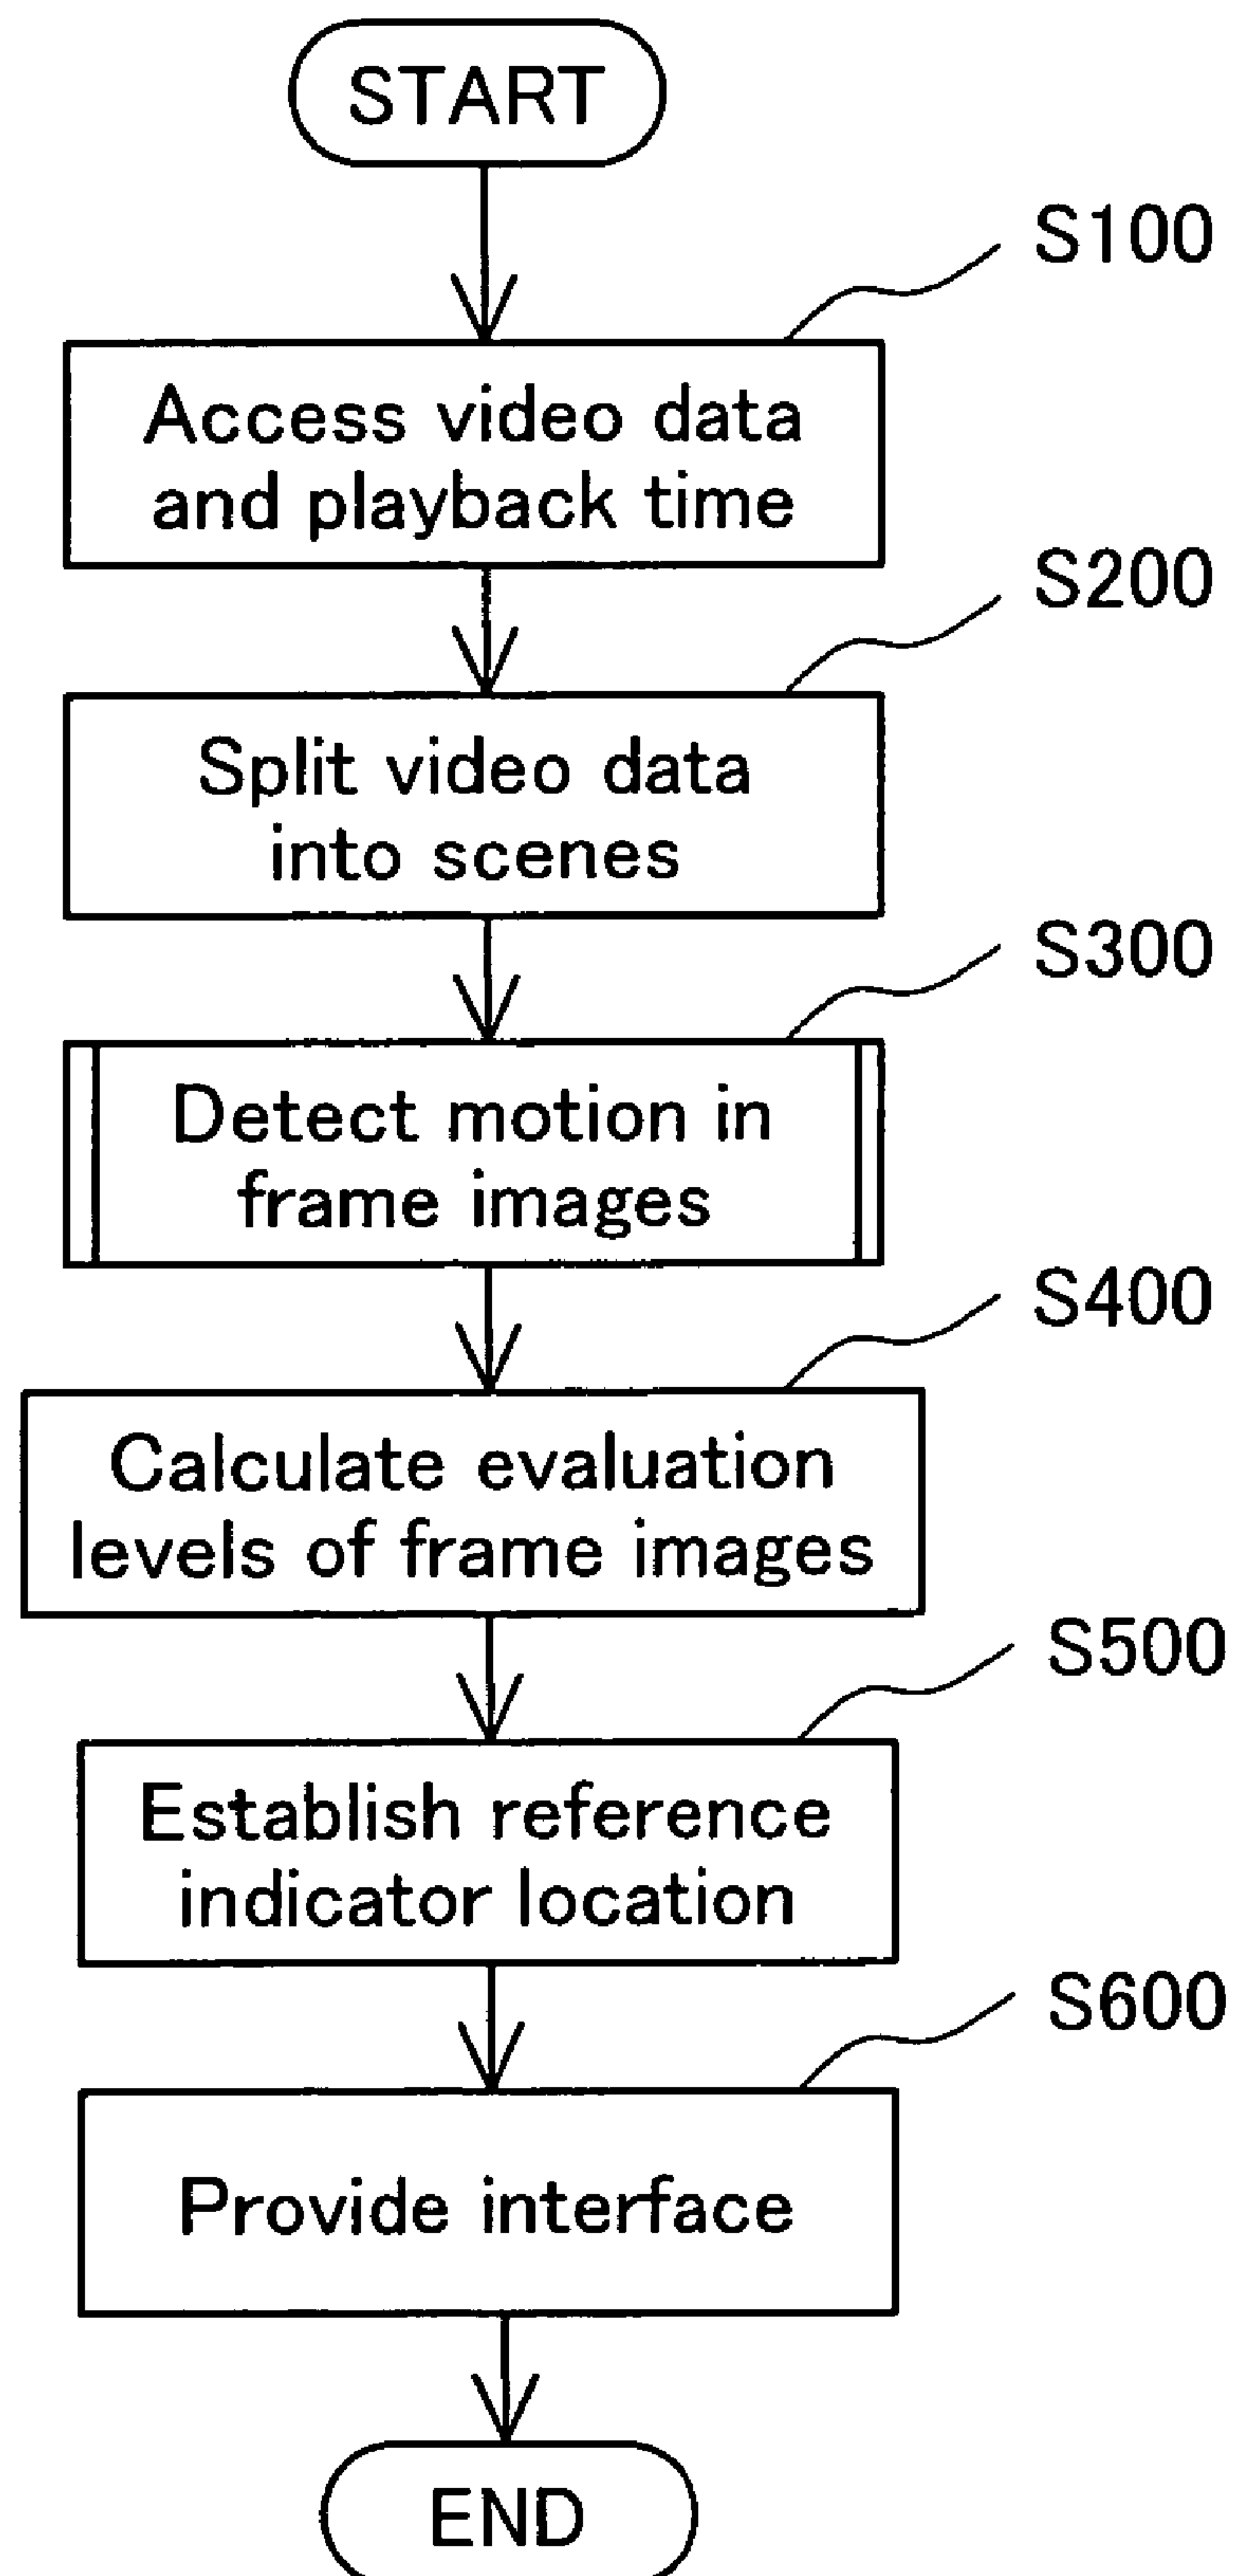 START
S100
Access video data
and playback time
S200
Split video data
into scenes
S300
Detect motion in
frame images
S400
Calculate evaluation
levels of frame images
S500
Establish reference
indicator location
S600
Provide interface
END